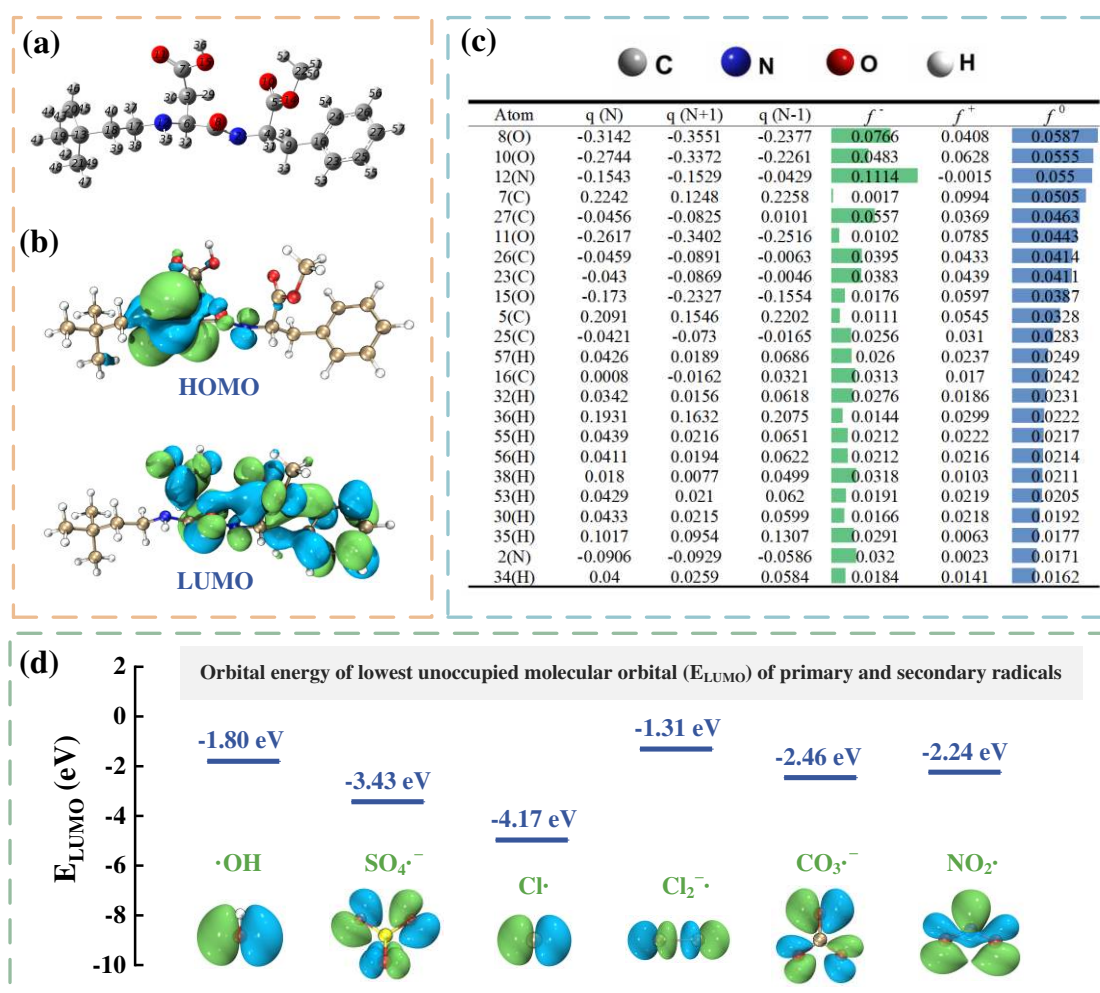 (a)
(b)
HOMO
LUMO
(c)
C N O H
Atom q (N) q (N+1) q (N-1) f⁻ f⁺ f⁰
8(O) -0.3142 -0.3551 -0.2377 0.0766 0.0408 0.0587
10(O) -0.2744 -0.3372 -0.2261 0.0483 0.0628 0.0555
12(N) -0.1543 -0.1529 -0.0429 0.1114 -0.0015 0.055
7(C) 0.2242 0.1248 0.2258 0.0017 0.0994 0.0505
27(C) -0.0456 -0.0825 0.0101 0.0557 0.0369 0.0463
11(O) -0.2617 -0.3402 -0.2516 0.0102 0.0785 0.0443
26(C) -0.0459 -0.0891 -0.0063 0.0395 0.0433 0.0414
23(C) -0.043 -0.0869 -0.0046 0.0383 0.0439 0.0411
15(O) -0.173 -0.2327 -0.1554 0.0176 0.0597 0.0387
5(C) 0.2091 0.1546 0.2202 0.0111 0.0545 0.0328
25(C) -0.0421 -0.073 -0.0165 0.0256 0.031 0.0283
57(H) 0.0426 0.0189 0.0686 0.026 0.0237 0.0249
16(C) 0.0008 -0.0162 0.0321 0.0313 0.017 0.0242
32(H) 0.0342 0.0156 0.0618 0.0276 0.0186 0.0231
36(H) 0.1931 0.1632 0.2075 0.0144 0.0299 0.0222
55(H) 0.0439 0.0216 0.0651 0.0212 0.0222 0.0217
56(H) 0.0411 0.0194 0.0622 0.0212 0.0216 0.0214
38(H) 0.018 0.0077 0.0499 0.0318 0.0103 0.0211
53(H) 0.0429 0.021 0.062 0.0191 0.0219 0.0205
30(H) 0.0433 0.0215 0.0599 0.0166 0.0218 0.0192
35(H) 0.1017 0.0954 0.1307 0.0291 0.0063 0.0177
2(N) -0.0906 -0.0929 -0.0586 0.032 0.0023 0.0171
34(H) 0.04 0.0259 0.0584 0.0184 0.0141 0.0162
(d)
Orbital energy of lowest unoccupied molecular orbital (E_LUMO) of primary and secondary radicals
E_LUMO (eV)
2
0
-2
-4
-6
-8
-10
-1.80 eV
-3.43 eV
-4.17 eV
-1.31 eV
-2.46 eV
-2.24 eV
·OH
SO₄·⁻
Cl·
Cl₂⁻·
CO₃·⁻
NO₂·